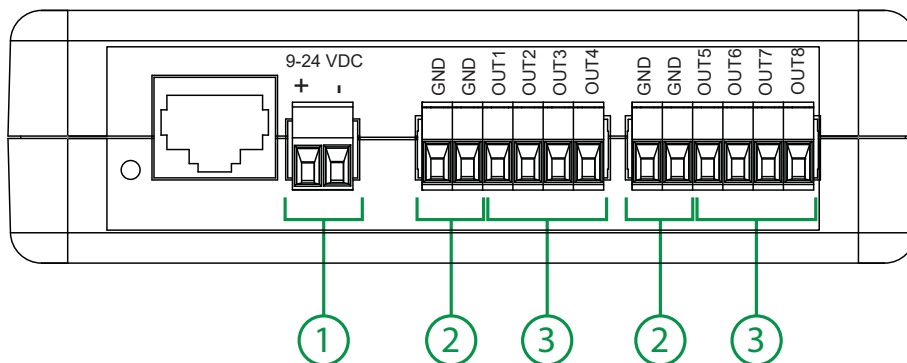 9-24 VDC
+ -
GND GND OUT1 OUT2 OUT3 OUT4
GND GND OUT5 OUT6 OUT7 OUT8
1 2 3 2 3